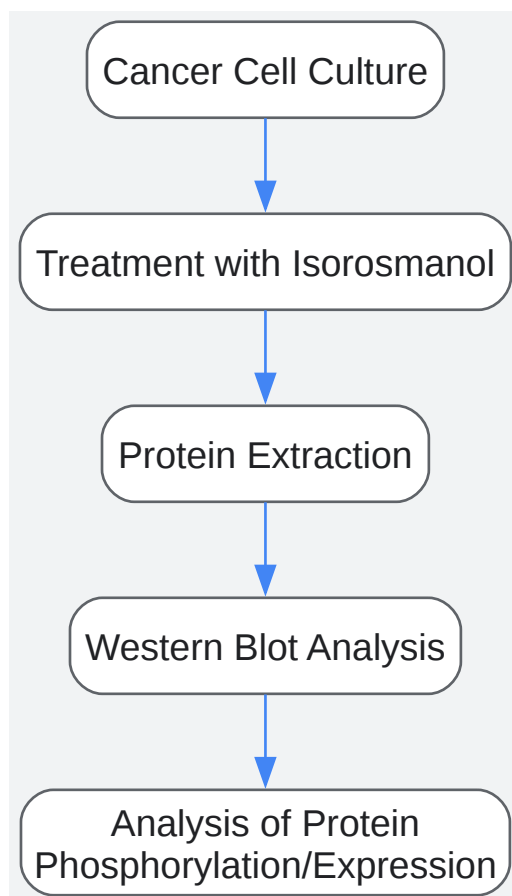 Cancer Cell Culture
Treatment with Isorosmanol
Protein Extraction
Western Blot Analysis
Analysis of Protein
Phosphorylation/Expression